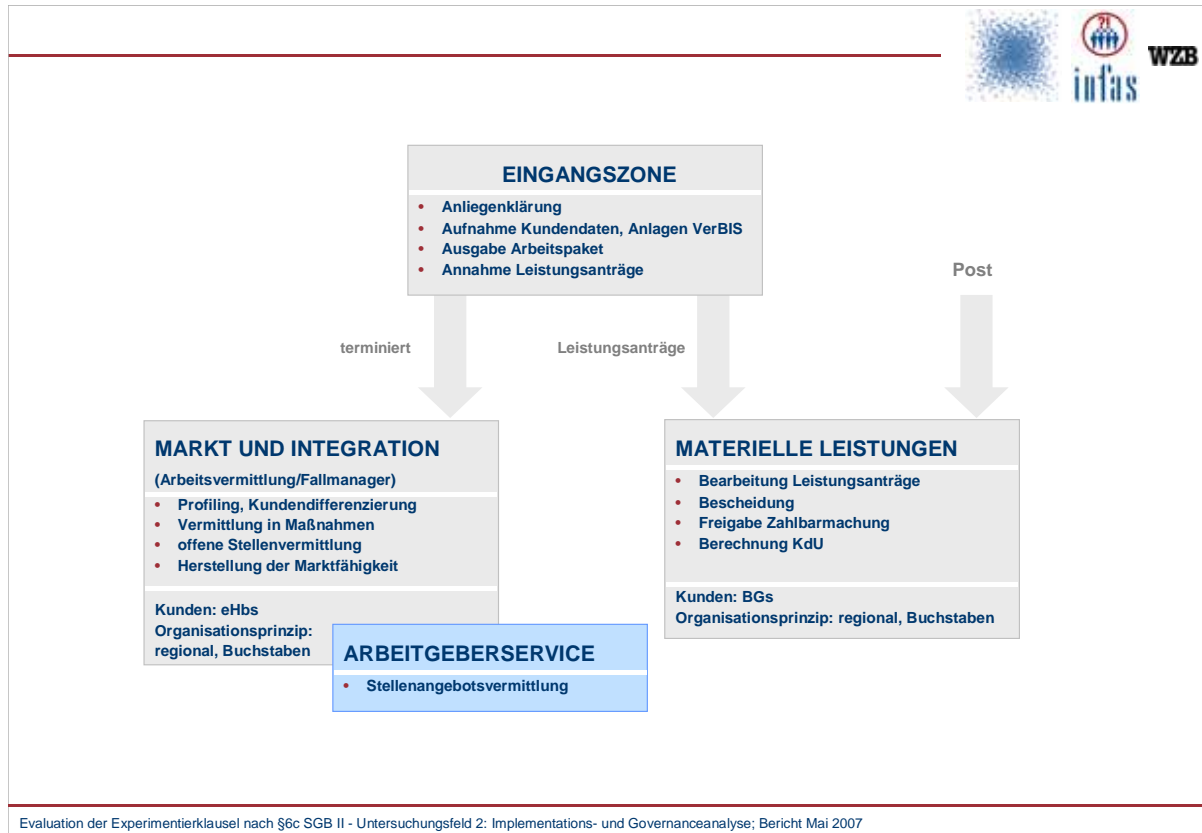 ?!
infas
WZB
EINGANGSZONE
• Anliegenklärung
• Aufnahme Kundendaten, Anlagen VerBIS
• Ausgabe Arbeitspaket
• Annahme Leistungsanträge
Post
terminiert
Leistungsanträge
MARKT UND INTEGRATION
(Arbeitsvermittlung/Fallmanager)
• Profiling, Kundendifferenzierung
• Vermittlung in Maßnahmen
• offene Stellenvermittlung
• Herstellung der Marktfähigkeit
Kunden: eHbs
Organisationsprinzip:
regional, Buchstaben
MATERIELLE LEISTUNGEN
• Bearbeitung Leistungsanträge
• Bescheidung
• Freigabe Zahlbarmachung
• Berechnung KdU
Kunden: BGs
Organisationsprinzip: regional, Buchstaben
ARBEITGEBERSERVICE
• Stellenangebotsvermittlung
Evaluation der Experimentierklausel nach §6c SGB II - Untersuchungsfeld 2: Implementations- und Governanceanalyse; Bericht Mai 2007